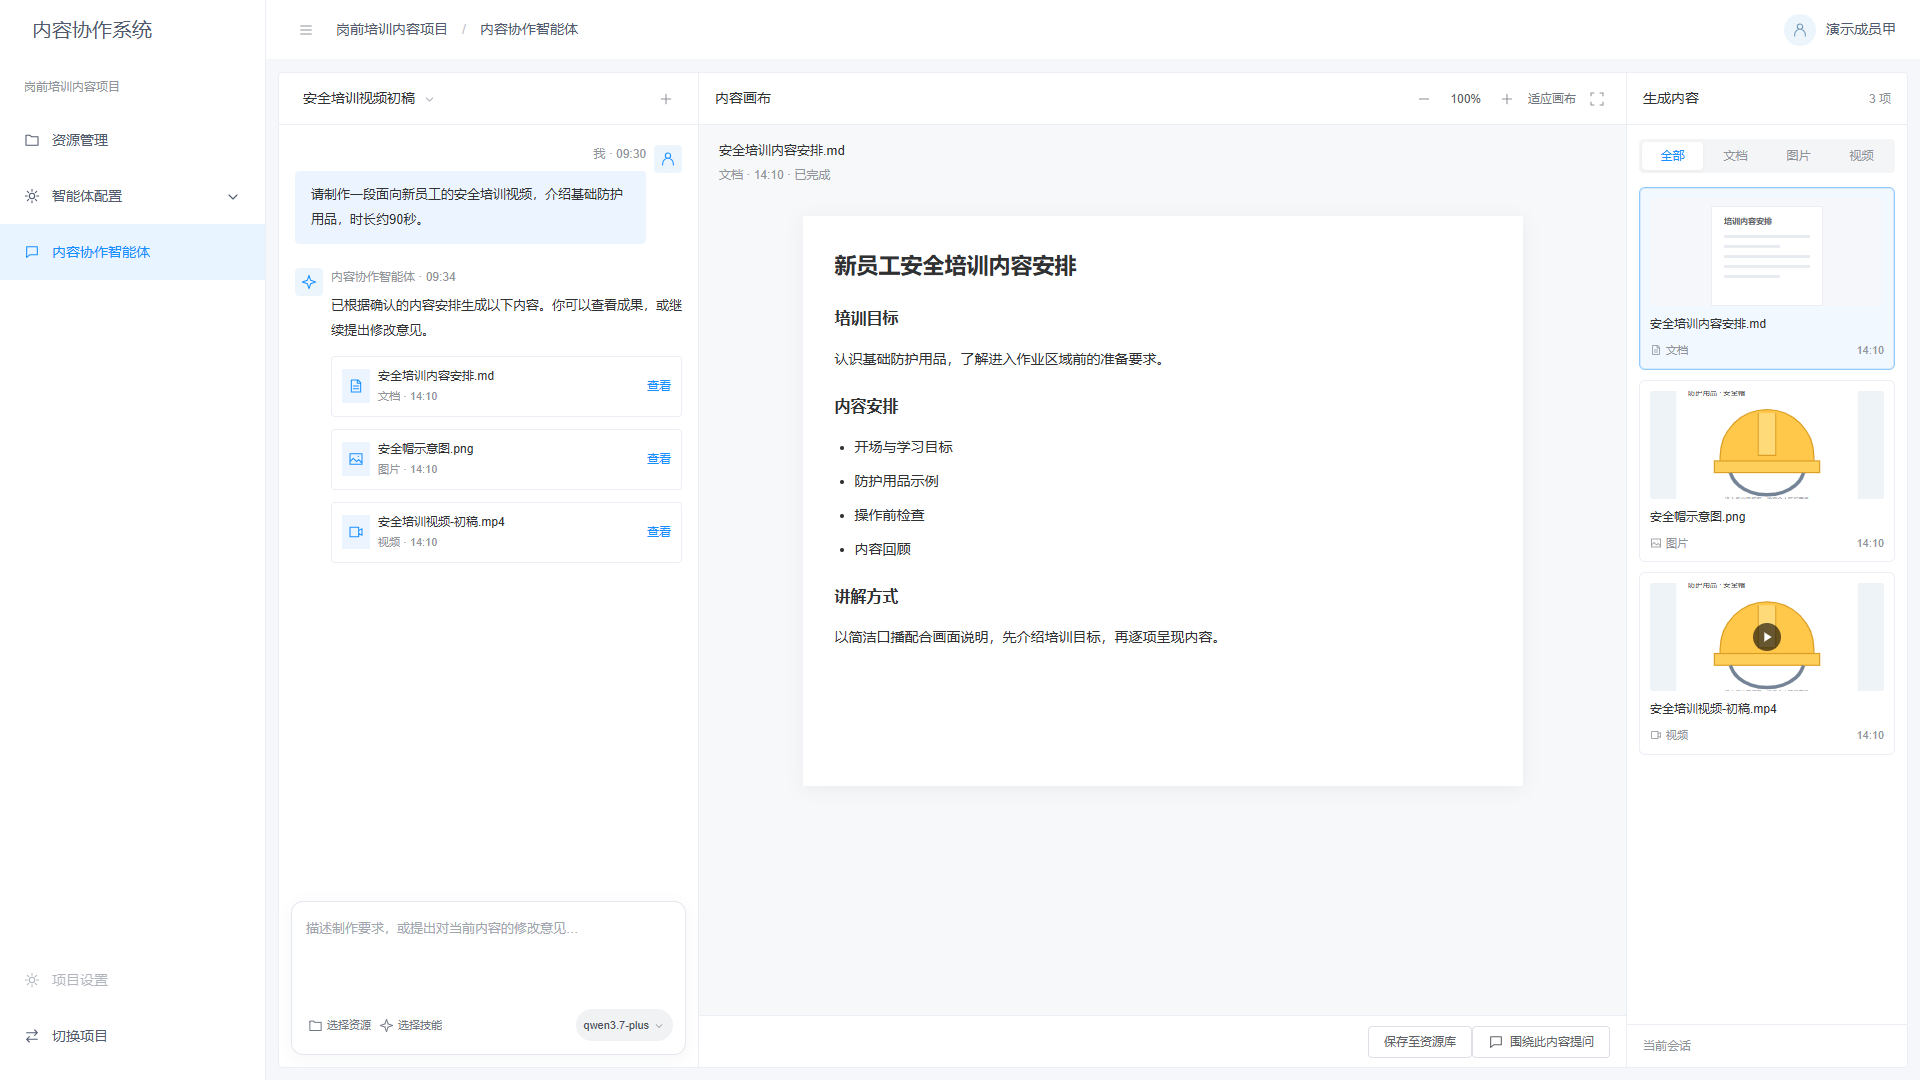 内容协作系统
岗前培训内容项目
资源管理
智能体配置
内容协作智能体
项目设置
切换项目
岗前培训内容项目 / 内容协作智能体
演示成员甲
安全培训视频初稿
我 · 09:30
请制作一段面向新员工的安全培训视频，介绍基础防护
用品，时长约90秒。
内容协作智能体 · 09:34
已根据确认的内容安排生成以下内容。你可以查看成果，或继
续提出修改意见。
安全培训内容安排.md
文档 · 14:10
查看
安全帽示意图.png
图片 · 14:10
查看
安全培训视频-初稿.mp4
视频 · 14:10
查看
描述制作要求，或提出对当前内容的修改意见...
选择资源 选择技能
qwen3.7-plus
内容画布
100%
适应画布
安全培训内容安排.md
文档 · 14:10 · 已完成
新员工安全培训内容安排
培训目标
认识基础防护用品，了解进入作业区域前的准备要求。
内容安排
• 开场与学习目标
• 防护用品示例
• 操作前检查
• 内容回顾
讲解方式
以简洁口播配合画面说明，先介绍培训目标，再逐项呈现内容。
保存至资源库
围绕此内容提问
生成内容
3 项
全部 文档 图片 视频
培训内容安排
安全培训内容安排.md
文档 14:10
防护用品 · 安全帽
安全帽示意图.png
图片 14:10
防护用品 · 安全帽
安全培训视频-初稿.mp4
视频 14:10
当前会话